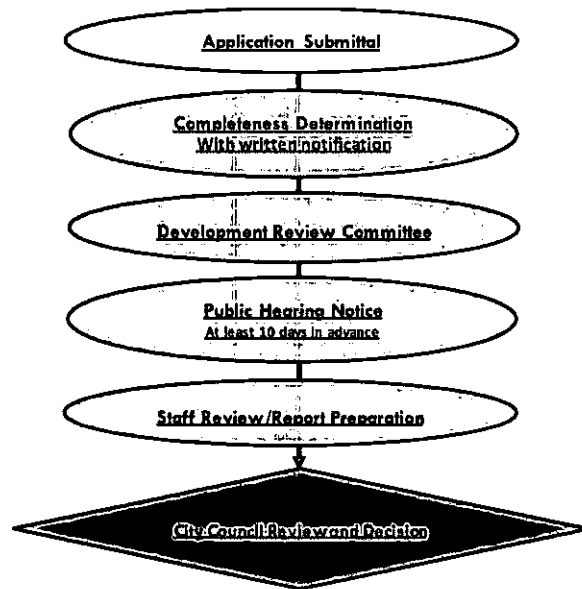 Application Submittal
Completeness Determination
With written notification
Development Review Committee
Public Hearing Notice
At least 10 days in advance
Staff Review/Report Preparation
City Council Review and Decision